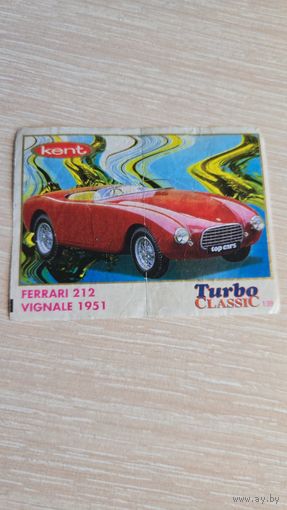 kent
top cars
FERRARI 212
VIGNALE 1951
Turbo
CLASSIC
www.ay.by